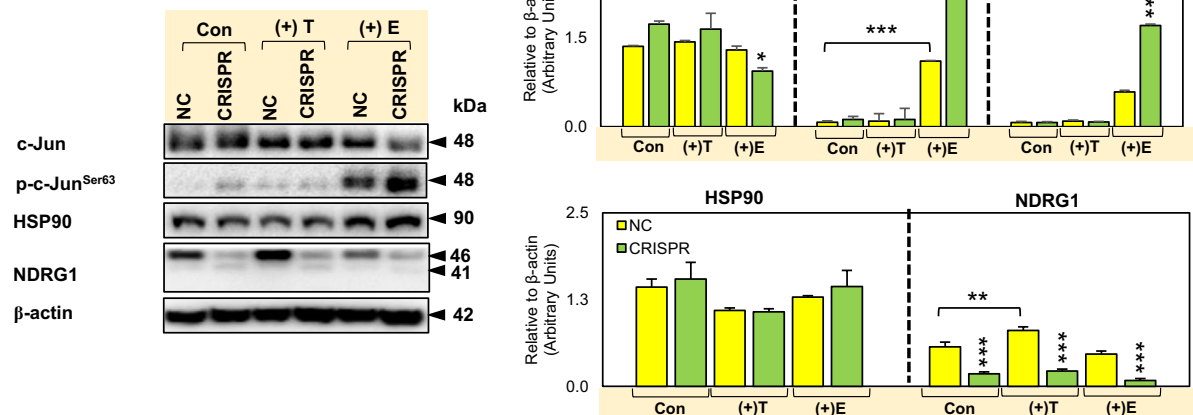 Con (+) T (+) E
NC CRISPR NC CRISPR NC CRISPR
kDa
c-Jun 48
p-c-Jun^Ser63 48
HSP90 90
NDRG1 46
41
β-actin 42
Relative to β-a
(Arbitrary Units)
1.5
0.0
***
*
**
Con (+)T (+)E Con (+)T (+)E Con (+)T (+)E
HSP90 NDRG1
Relative to β-actin
(Arbitrary Units)
2.5
1.3
0.0
NC
CRISPR
**
*** *** ***
Con (+)T (+)E Con (+)T (+)E